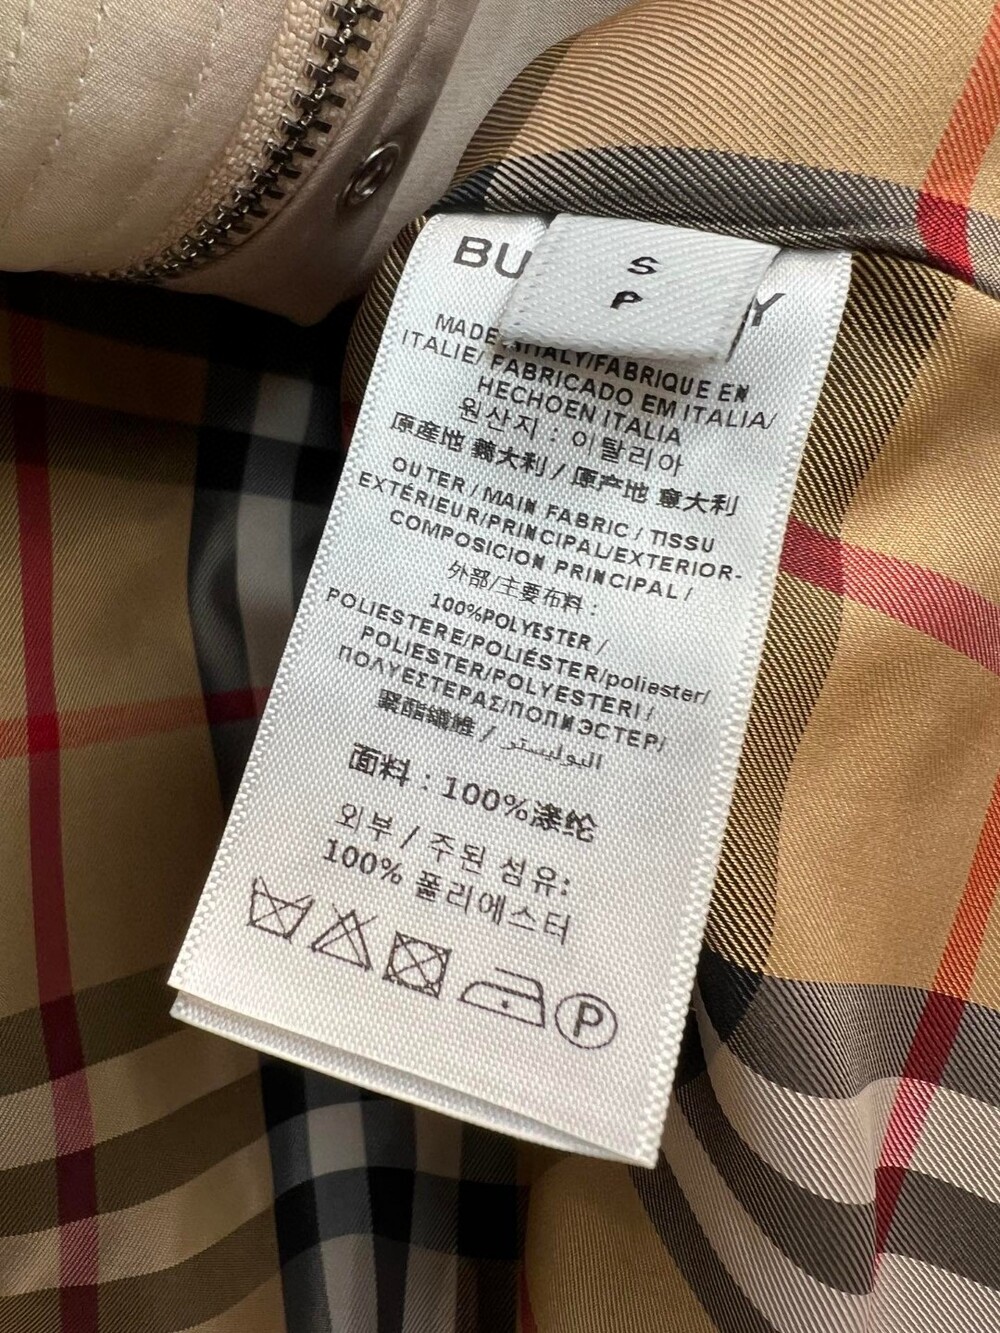 S
P
BU Y
MADE ITALY/FABRIQUE EN
ITALIE/ FABRICADO EM ITALIA/
HECHOEN ITALIA
원산지 : 이탈리아
原産地 義大利 / 原产地 意大利
OUTER / MAIN FABRIC / TISSU
EXTÉRIEUR/PRINCIPAL/EXTERIOR-
COMPOSICION PRINCIPAL /
外部/主要布料 :
100%POLYESTER /
POLIESTERE/POLIÉSTER/poliester/
POLIESTER/POLYESTERI /
ΠΟΛΥΕΣΤΕΡΑΣ/ПОЛИЭСТЕР/
聚酯纖維 / البوليستر
面料 : 100%涤纶
외부 / 주된 섬유:
100% 폴리에스터
P